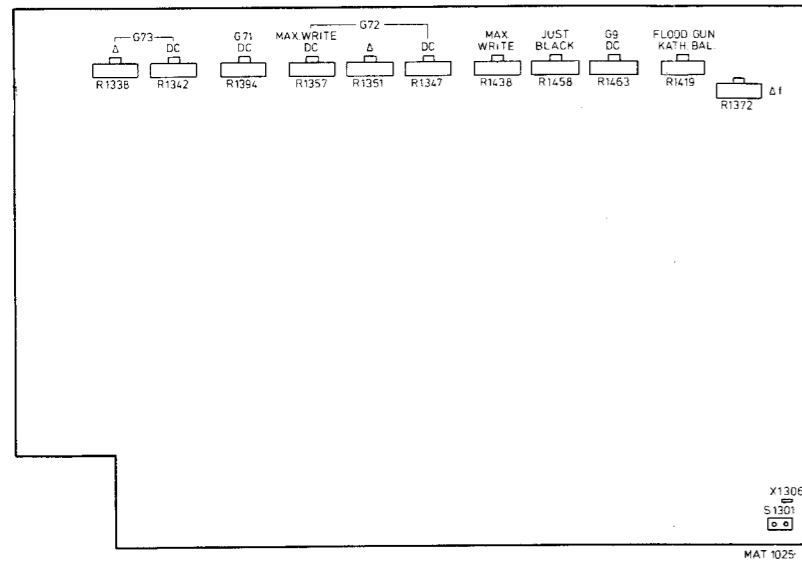 G73 G72
Δ DC G71 DC MAX.WRITE DC Δ DC MAX. WRITE JUST BLACK G9 DC FLOOD GUN KATH. BAL.
R1338 R1342 R1394 R1357 R1351 R1347 R1438 R1458 R1463 R1419
R1372 Δf
X1306
S1301
MAT 1025